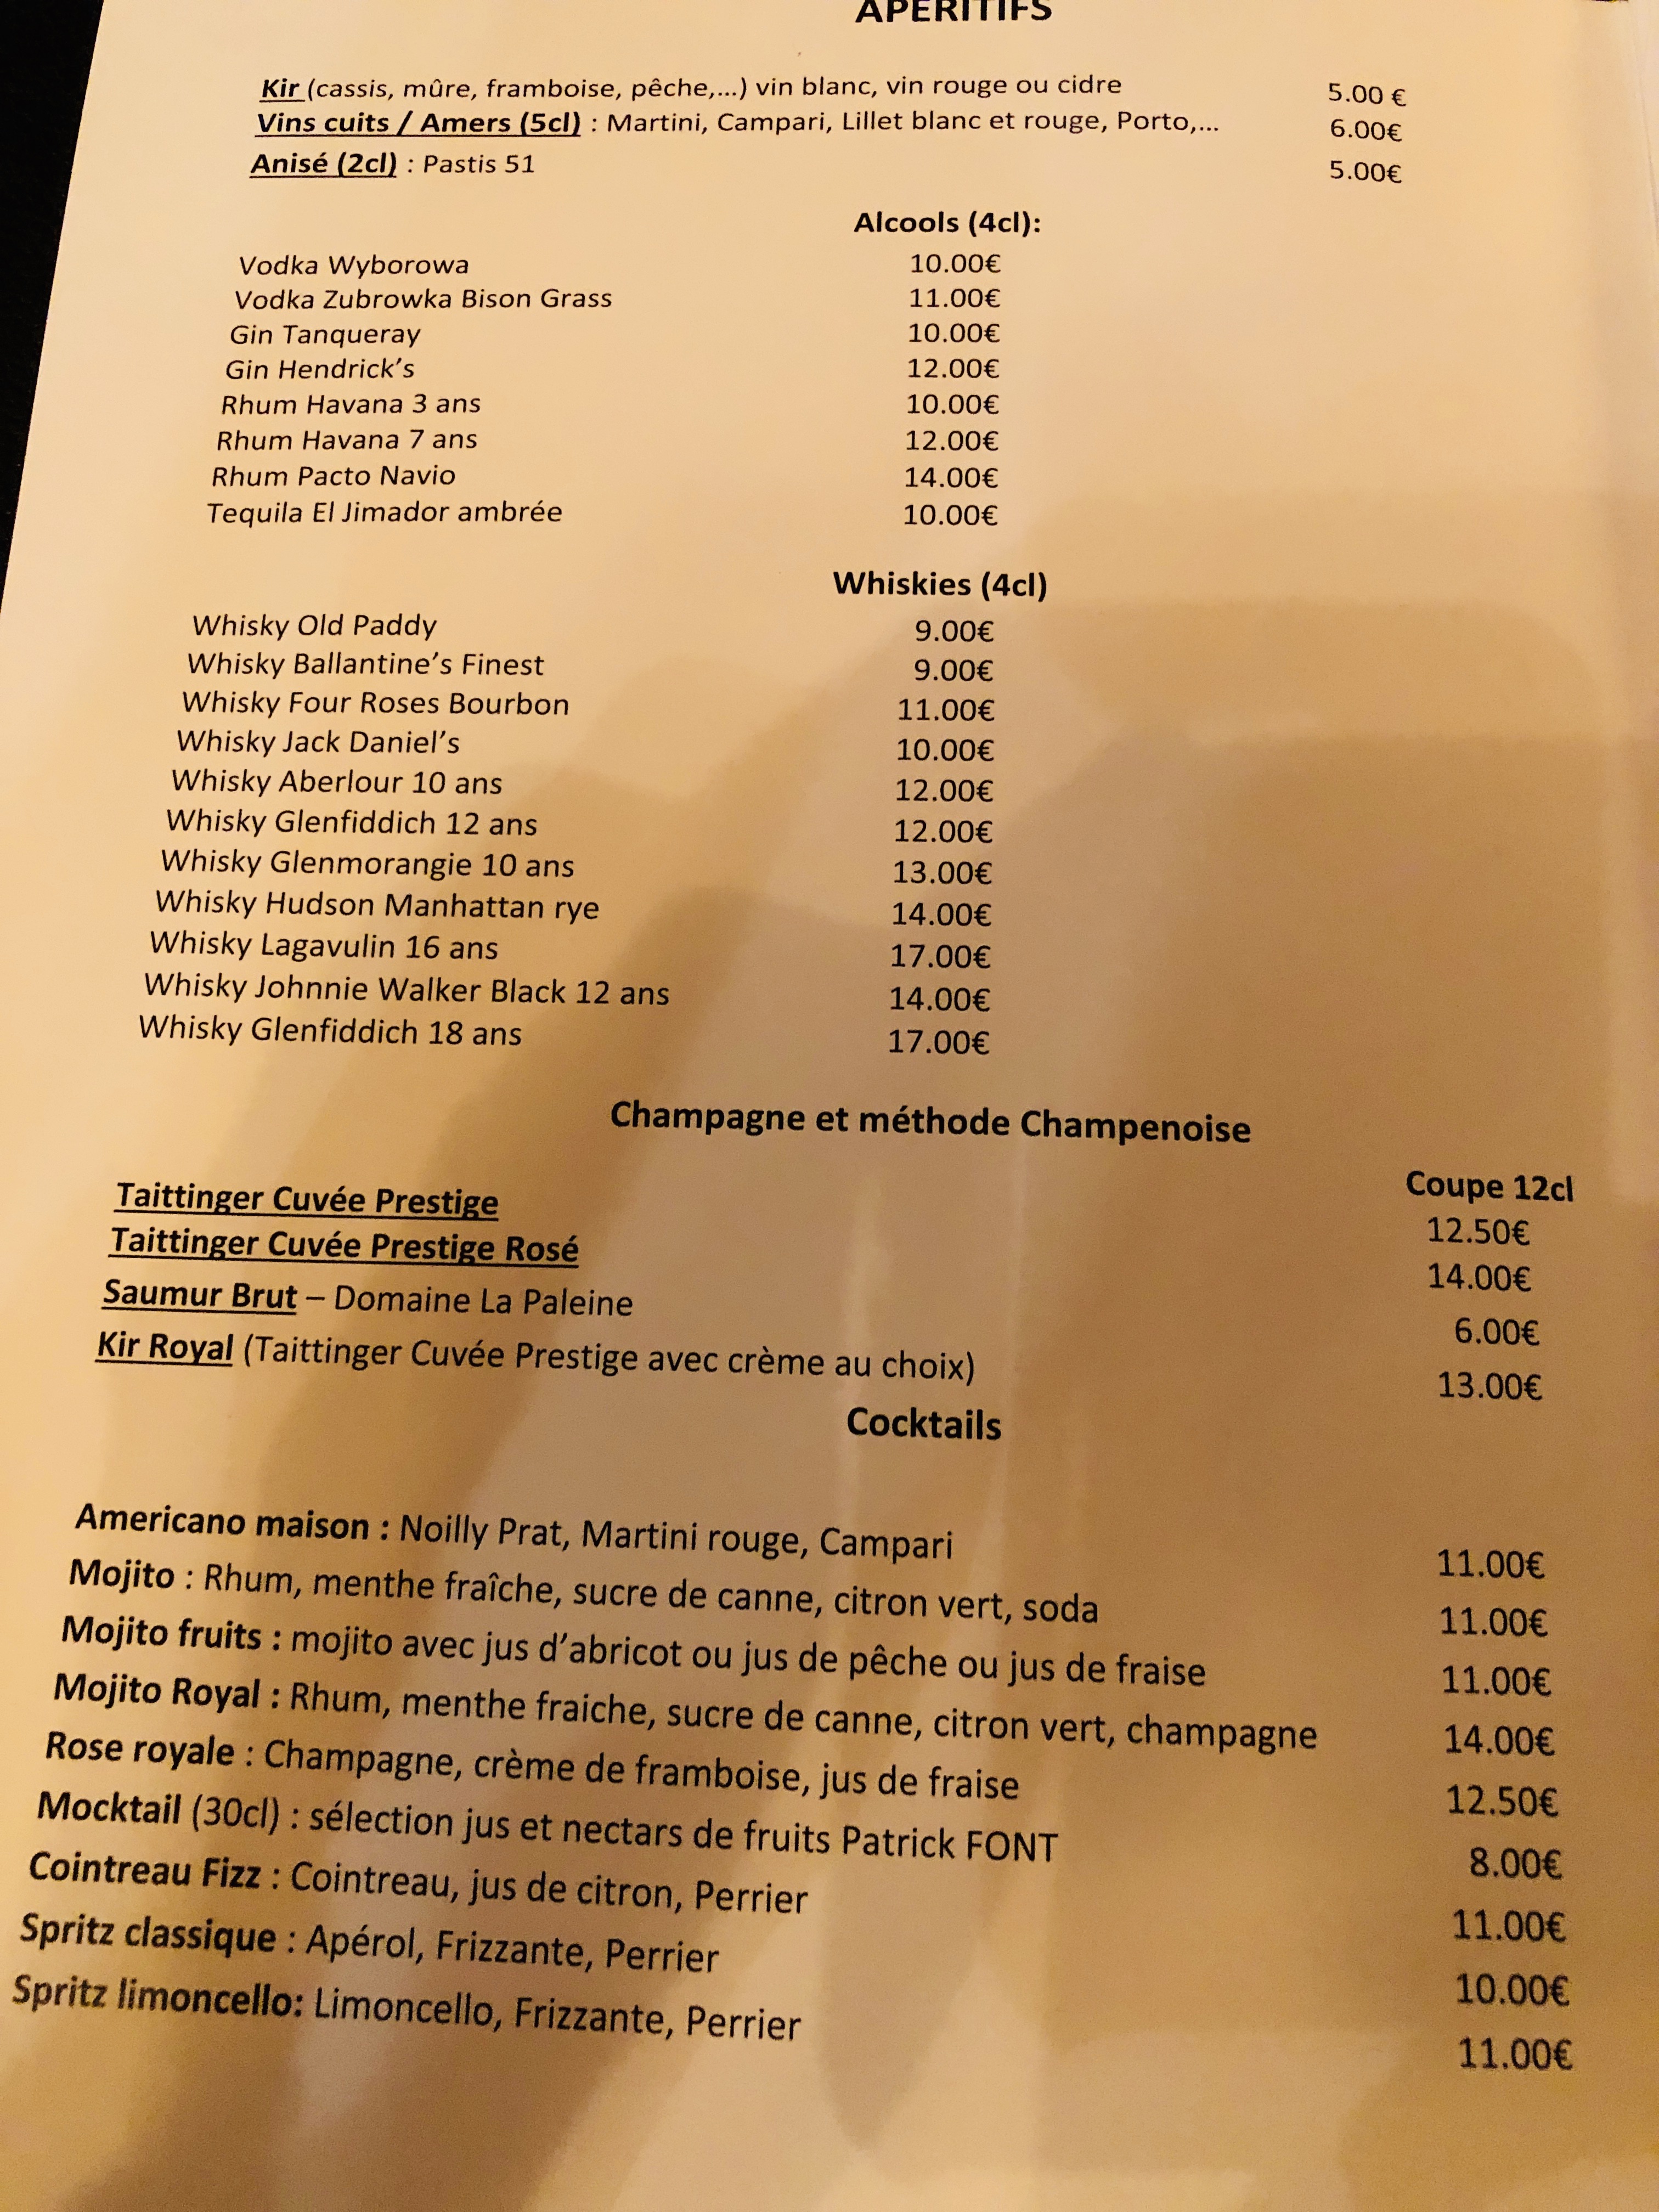 APERITIFS
Kir (cassis, mûre, framboise, pêche,...) vin blanc, vin rouge ou cidre 5.00 €
Vins cuits / Amers (5cl) : Martini, Campari, Lillet blanc et rouge, Porto,... 6.00€
Anisé (2cl) : Pastis 51 5.00€
Alcools (4cl):
Vodka Wyborowa 10.00€
Vodka Zubrowka Bison Grass 11.00€
Gin Tanqueray 10.00€
Gin Hendrick’s 12.00€
Rhum Havana 3 ans 10.00€
Rhum Havana 7 ans 12.00€
Rhum Pacto Navio 14.00€
Tequila El Jimador ambrée 10.00€
Whiskies (4cl)
Whisky Old Paddy 9.00€
Whisky Ballantine’s Finest 9.00€
Whisky Four Roses Bourbon 11.00€
Whisky Jack Daniel’s 10.00€
Whisky Aberlour 10 ans 12.00€
Whisky Glenfiddich 12 ans 12.00€
Whisky Glenmorangie 10 ans 13.00€
Whisky Hudson Manhattan rye 14.00€
Whisky Lagavulin 16 ans 17.00€
Whisky Johnnie Walker Black 12 ans 14.00€
Whisky Glenfiddich 18 ans 17.00€
Champagne et méthode Champenoise
Coupe 12cl
Taittinger Cuvée Prestige 12.50€
Taittinger Cuvée Prestige Rosé 14.00€
Saumur Brut – Domaine La Paleine 6.00€
Kir Royal (Taittinger Cuvée Prestige avec crème au choix) 13.00€
Cocktails
Americano maison : Noilly Prat, Martini rouge, Campari 11.00€
Mojito : Rhum, menthe fraîche, sucre de canne, citron vert, soda 11.00€
Mojito fruits : mojito avec jus d’abricot ou jus de pêche ou jus de fraise 11.00€
Mojito Royal : Rhum, menthe fraiche, sucre de canne, citron vert, champagne 14.00€
Rose royale : Champagne, crème de framboise, jus de fraise 12.50€
Mocktail (30cl) : sélection jus et nectars de fruits Patrick FONT 8.00€
Cointreau Fizz : Cointreau, jus de citron, Perrier 11.00€
Spritz classique : Apérol, Frizzante, Perrier 10.00€
Spritz limoncello: Limoncello, Frizzante, Perrier 11.00€